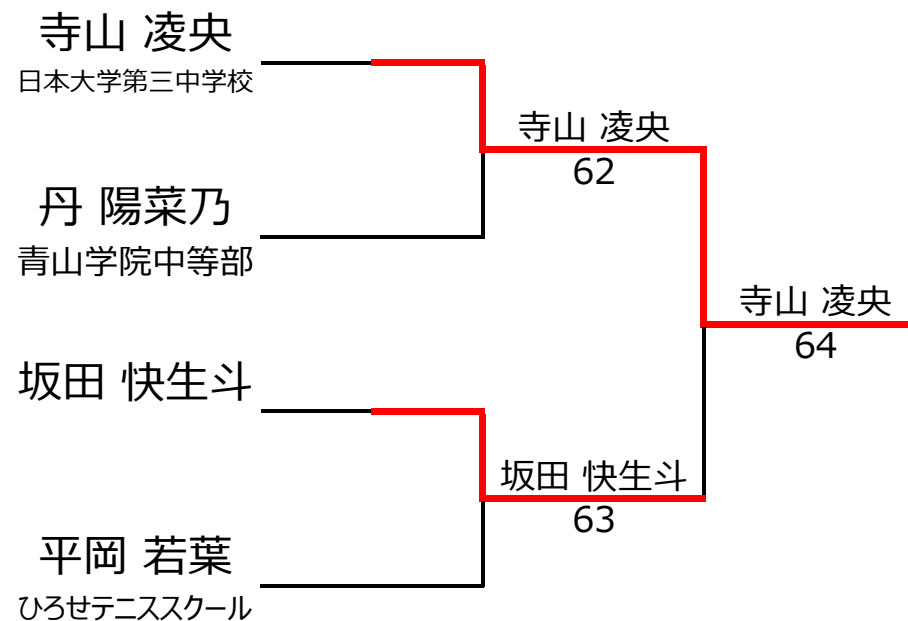 寺山 凌央
日本大学第三中学校
寺山 凌央
62
丹 陽菜乃
青山学院中等部
寺山 凌央
64
坂田 快生斗
坂田 快生斗
63
平岡 若葉
ひろせテニススクール